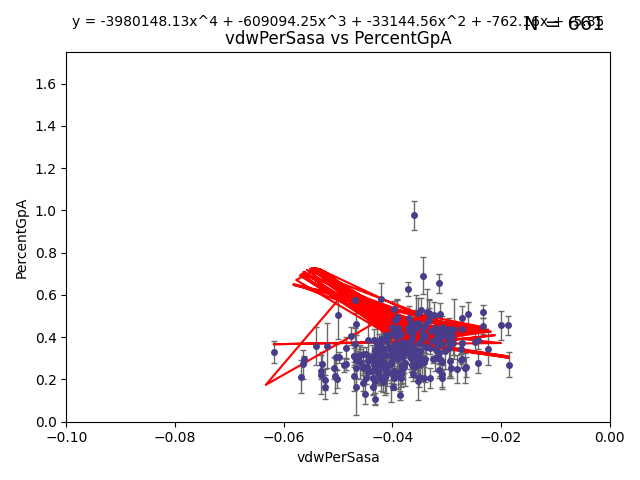 y = -3980148.13x^4 + -609094.25x^3 + -33144.56x^2 + -762.16x + -5.85
N = 661
vdwPerSasa vs PercentGpA
PercentGpA
1.6
1.4
1.2
1.0
0.8
0.6
0.4
0.2
0.0
−0.10 −0.08 −0.06 −0.04 −0.02 0.00
vdwPerSasa